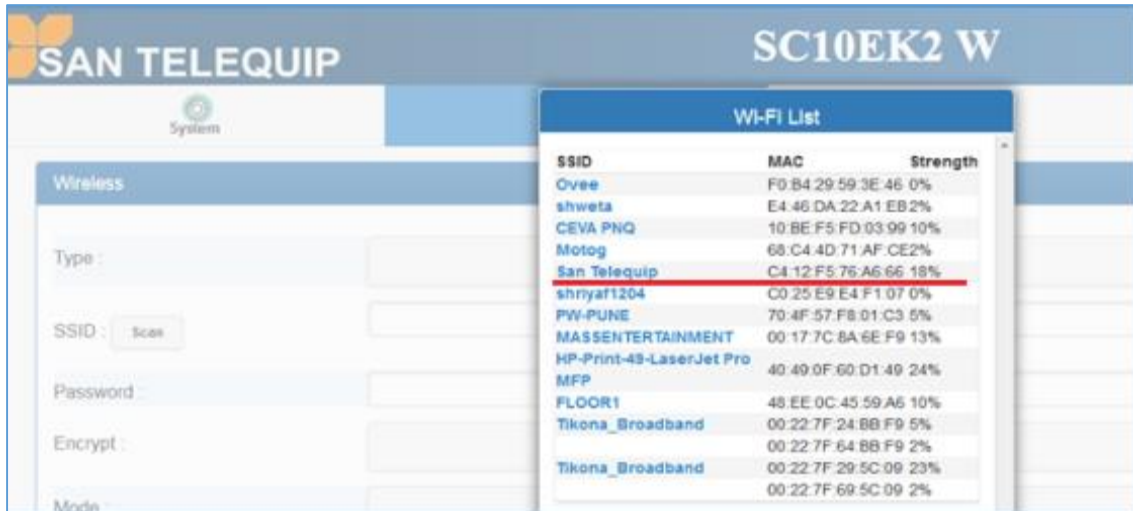 SAN TELEQUIP
SC10EK2 W
System
Wi-Fi List
Wireless
Type :
SSID : Scan
Password :
Encrypt :
Mode :
SSID MAC Strength
Ovee F0:B4:29:59:3E:46 0%
shweta E4:46:DA:22:A1:EB 2%
CEVA PNQ 10:BE:F5:FD:03:99 10%
Motog 68:C4:4D:71:AF:CE 2%
San Telequip C4:12:F5:76:A6:66 18%
shriyaf1204 C0:25:E9:E4:F1:07 0%
PW-PUNE 70:4F:57:F8:01:C3 5%
MASSENTERTAINMENT 00:17:7C:8A:6E:F9 13%
HP-Print-49-LaserJet Pro
MFP 40:49:0F:60:D1:49 24%
FLOOR1 48:EE:0C:45:59:A6 10%
Tikona_Broadband 00:22:7F:24:BB:F9 5%
00:22:7F:64:BB:F9 2%
Tikona_Broadband 00:22:7F:29:5C:09 23%
00:22:7F:69:5C:09 2%